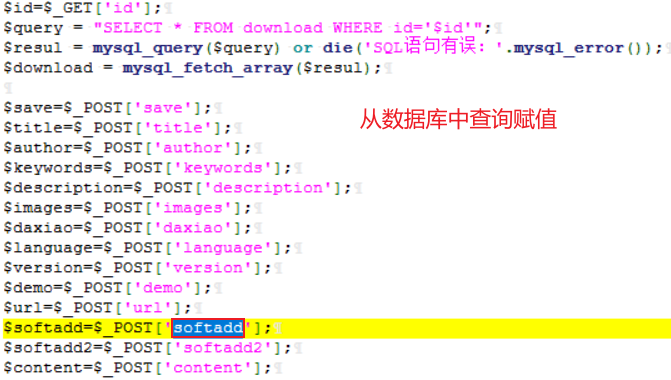 $id=$_GET['id'];¶
$query = "SELECT * FROM download WHERE id='$id'";¶
$resul = mysql_query($query) or die('SQL语句有误：'.mysql_error());¶
$download = mysql_fetch_array($resul);¶
¶
$save=$_POST['save'];¶
从数据库中查询赋值
$title=$_POST['title'];¶
$author=$_POST['author'];¶
$keywords=$_POST['keywords'];¶
$description=$_POST['description'];¶
$images=$_POST['images'];¶
$daxiao=$_POST['daxiao'];¶
$language=$_POST['language'];¶
$version=$_POST['version'];¶
$demo=$_POST['demo'];¶
$url=$_POST['url'];¶
$softadd=$_POST['softadd'];¶
$softadd2=$_POST['softadd2'];¶
$content=$_POST['content'];¶